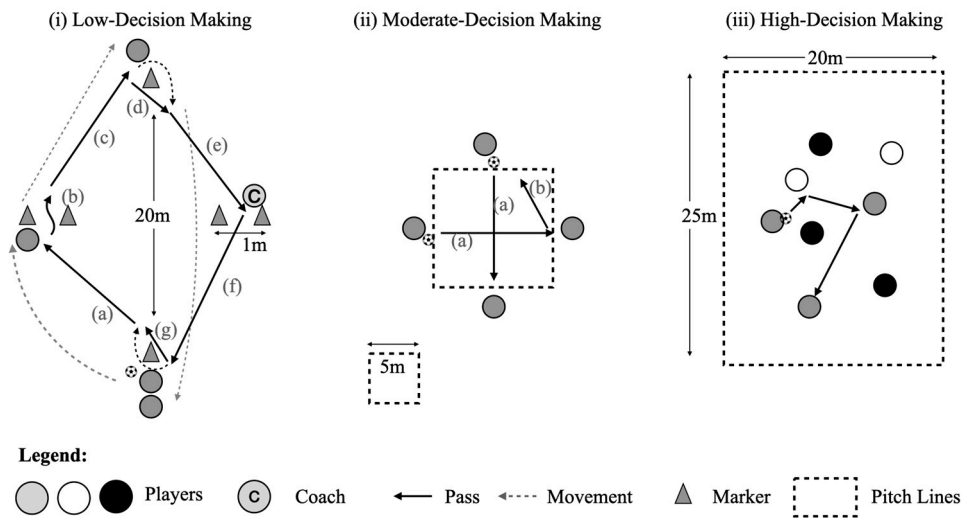 (i) Low-Decision Making
(ii) Moderate-Decision Making
(iii) High-Decision Making
20m
(d)
(c)
(e)
(b)
(b)
(a)
C
20m
25m
1m
(a)
(f)
(a)
(g)
5m
Legend:
Players
C
Coach
Pass
Movement
Marker
Pitch Lines